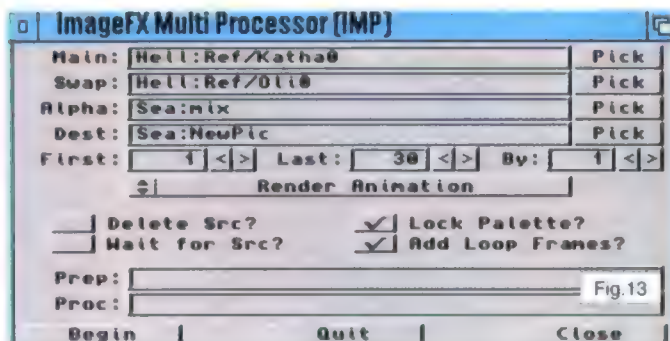 ImageFX Multi Processor (IMP)
Main: Hell:Ref/Katha0 Pick
Swap: Hell:Ref/Oli0 Pick
Alpha: Sea:mix Pick
Dest: Sea:NewPic Pick
First: 1 < > Last: 30 < > By: 1 < >
Render Animation
Delete Src? Lock Palette?
Wait for Src? Add Loop Frames?
Prep:
Proc:
Fig.13
Begin Quit Close